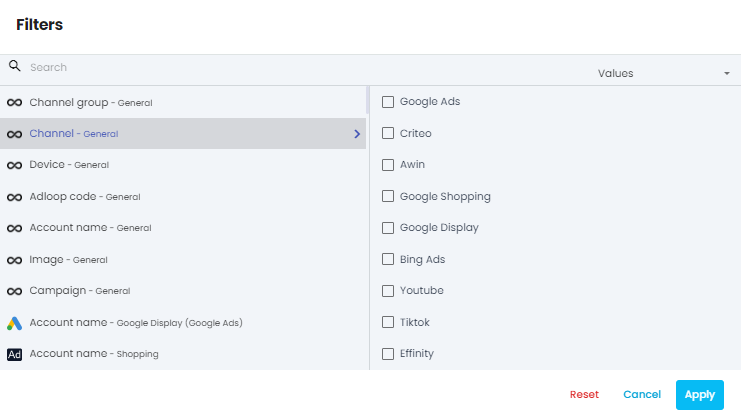 Filters
Search
Values
Channel group - General
Channel - General
Device - General
Adloop code - General
Account name - General
Image - General
Campaign - General
Account name - Google Display (Google Ads)
Ad Account name - Shopping
Google Ads
Criteo
Awin
Google Shopping
Google Display
Bing Ads
Youtube
Tiktok
Effinity
Reset
Cancel
Apply